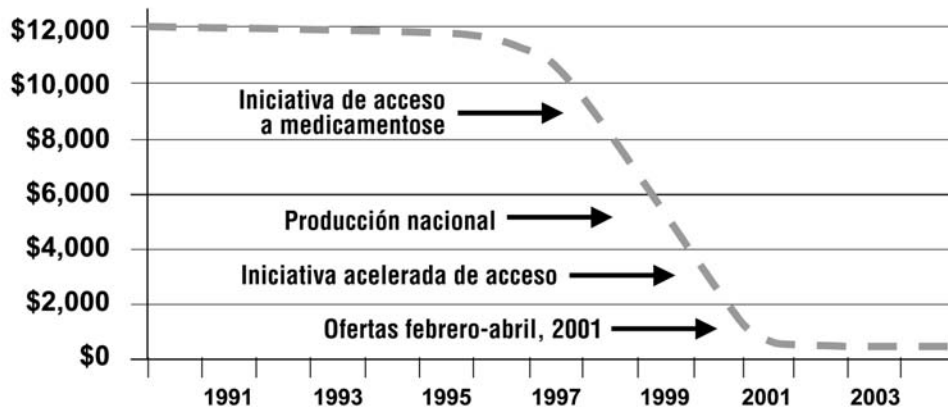 $12,000
$10,000
Iniciativa de acceso
a medicamentose
$8,000
$6,000
Producción nacional
$4,000
Iniciativa acelerada de acceso
$2,000
Ofertas febrero-abril, 2001
$0
1991 1993 1995 1997 1999 2001 2003